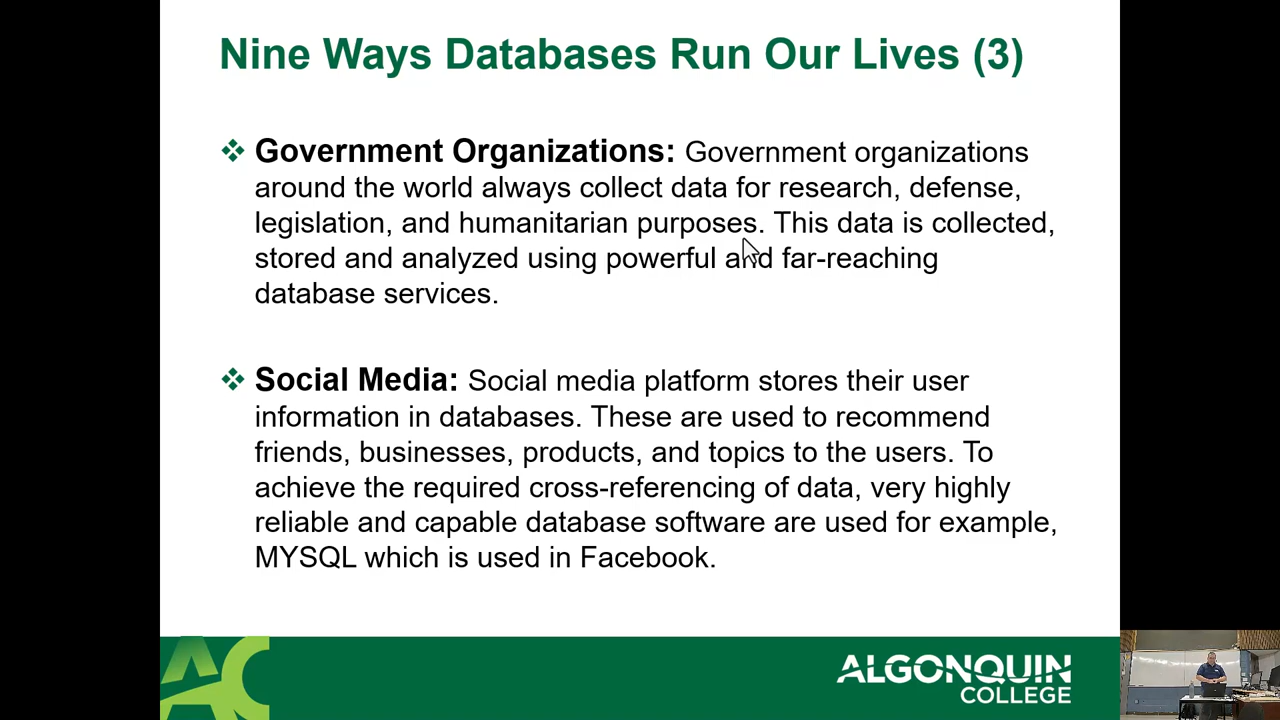 Nine Ways Databases Run Our Lives (3)
Government Organizations: Government organizations
around the world always collect data for research, defense,
legislation, and humanitarian purposes. This data is collected,
stored and analyzed using powerful and far-reaching
database services.
Social Media: Social media platform stores their user
information in databases. These are used to recommend
friends, businesses, products, and topics to the users. To
achieve the required cross-referencing of data, very highly
reliable and capable database software are used for example,
MYSQL which is used in Facebook.
AC
ALGONQUIN
COLLEGE